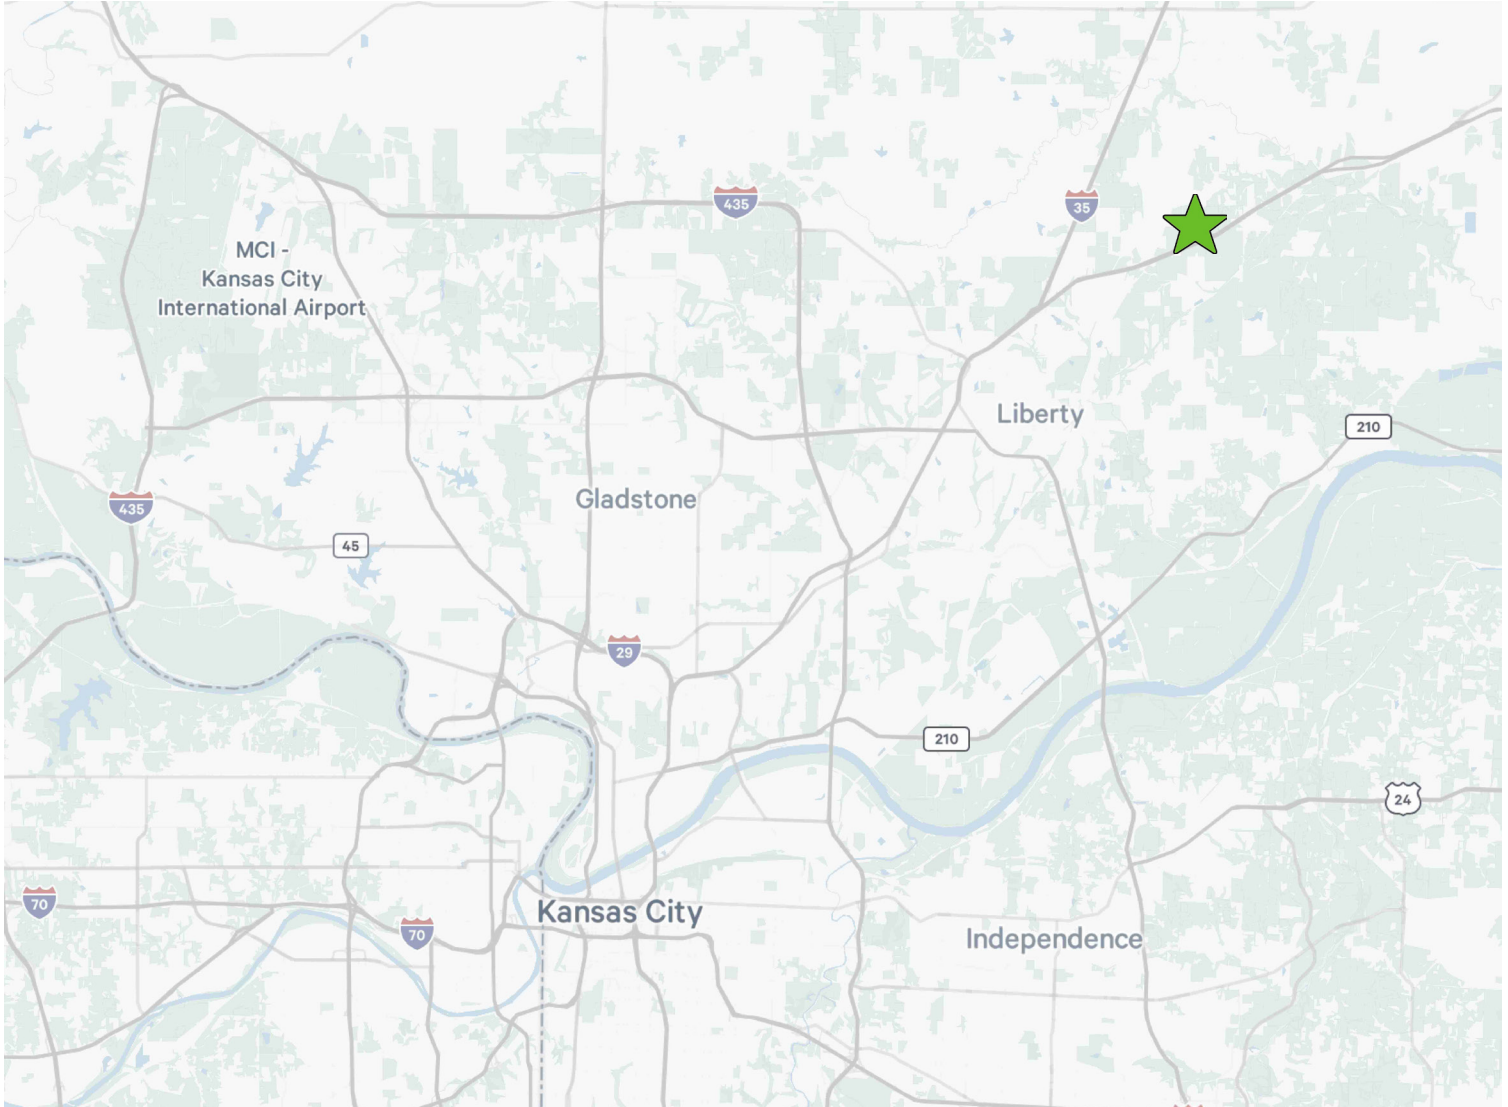 435
35
MCI -
Kansas City
International Airport
Liberty
210
Gladstone
435
45
29
210
24
70
Kansas City
70
Independence